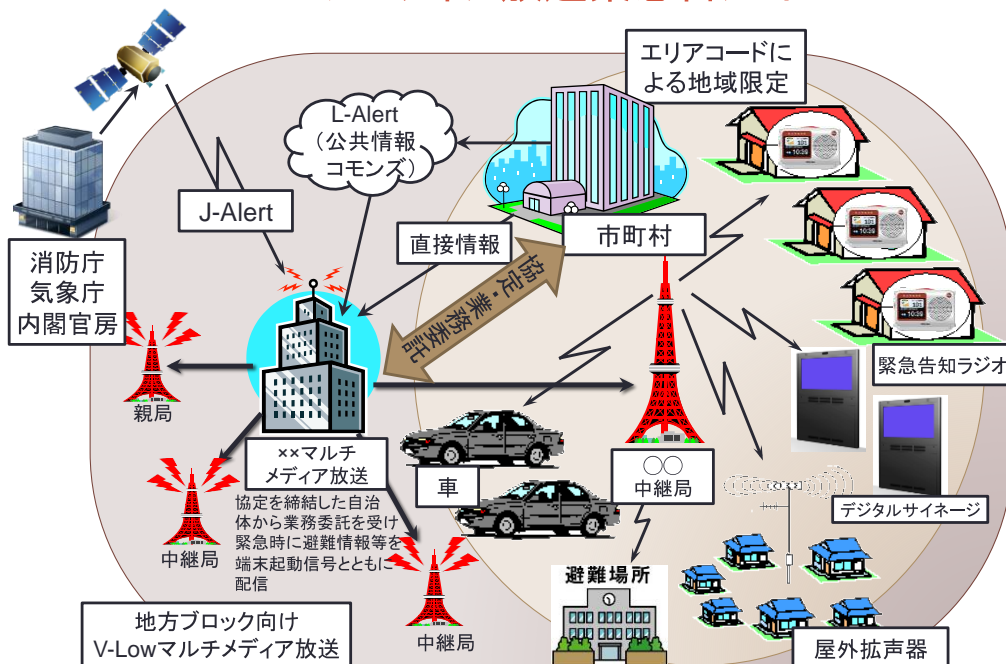 エリアコードに
よる地域限定
L-Alert
(公共情報
コモンズ)
J-Alert
直接情報
市町村
消防庁
気象庁
内閣官房
協定・業務委託
緊急告知ラジオ
親局
××マルチ
メディア放送
車
〇〇
中継局
デジタルサイネージ
協定を締結した自治
体から業務委託を受け
緊急時に避難情報等を
端末起動信号とともに
配信
中継局
避難場所
地方ブロック向け
V-Lowマルチメディア放送
中継局
屋外拡声器